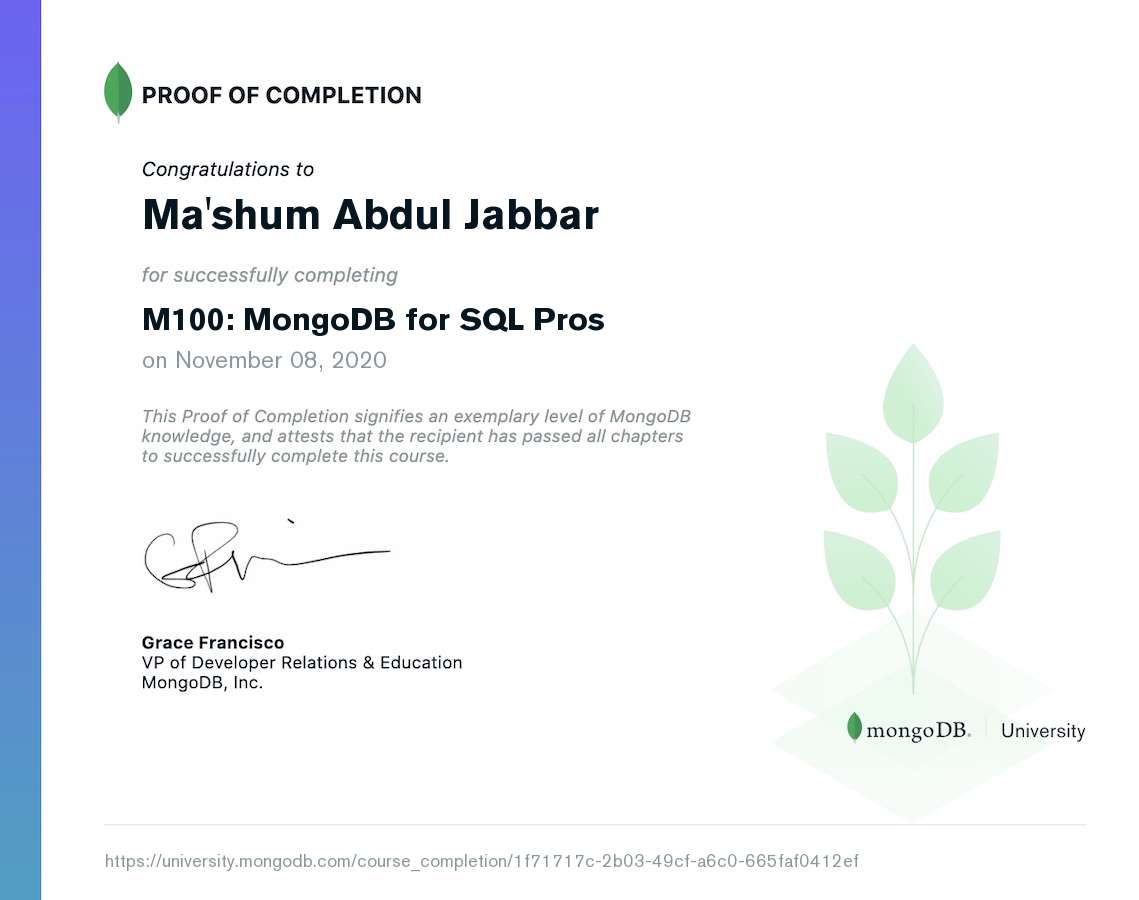 PROOF OF COMPLETION
Congratulations to
Ma'shum Abdul Jabbar
for successfully completing
M100: MongoDB for SQL Pros
on November 08, 2020
This Proof of Completion signifies an exemplary level of MongoDB
knowledge, and attests that the recipient has passed all chapters
to successfully complete this course.
Grace Francisco
VP of Developer Relations & Education
MongoDB, Inc.
mongoDB. University
https://university.mongodb.com/course_completion/1f71717c-2b03-49cf-a6c0-665faf0412ef